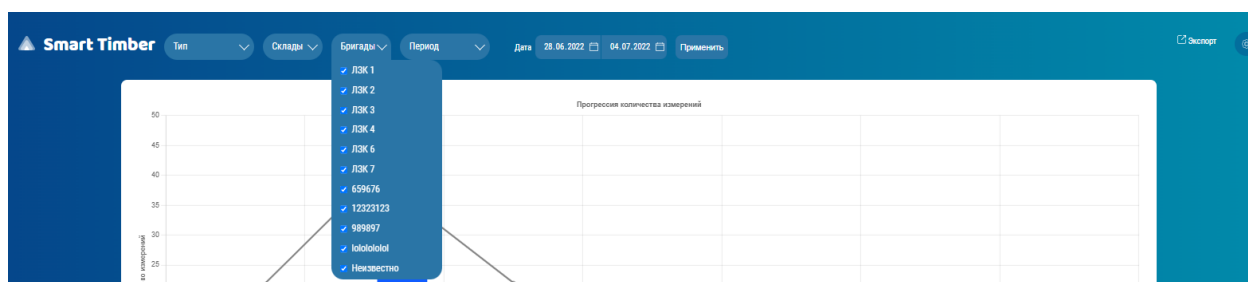 Smart Timber Тип Склады Бригады Период Дата 28.06.2022 04.07.2022 Применить Экспорт
ЛЗК 1
ЛЗК 2
ЛЗК 3
ЛЗК 4
ЛЗК 6
ЛЗК 7
659676
12323123
989897
lolololololol
Неизвестно
Прогрессия количества измерений
50
45
40
35
30
25
во измерений